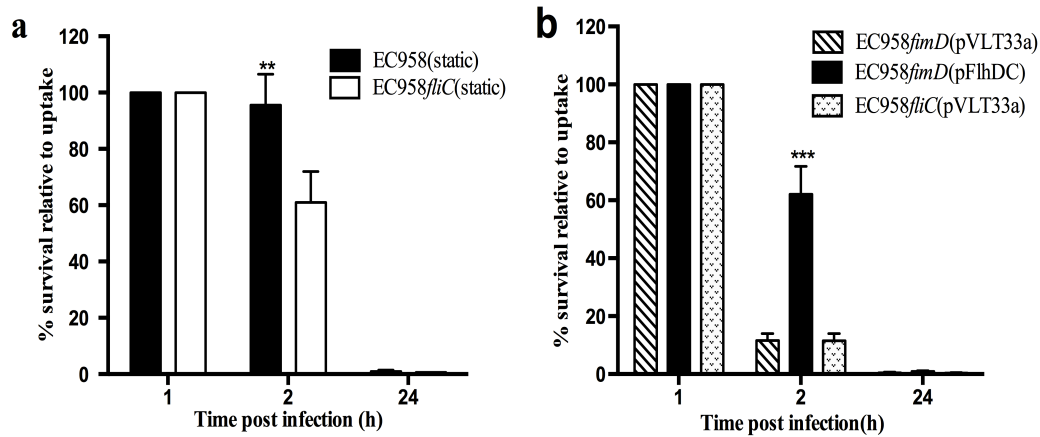 a
% survival relative to uptake
120
100
80
60
40
20
0
**
EC958(static)
EC958fliC(static)
1
2
24
Time post infection (h)
b
% survival relative to uptake
120
100
80
60
40
20
0
***
EC958fimD(pVLT33a)
EC958fimD(pFlhDC)
EC958fliC(pVLT33a)
1
2
24
Time post infection(h)